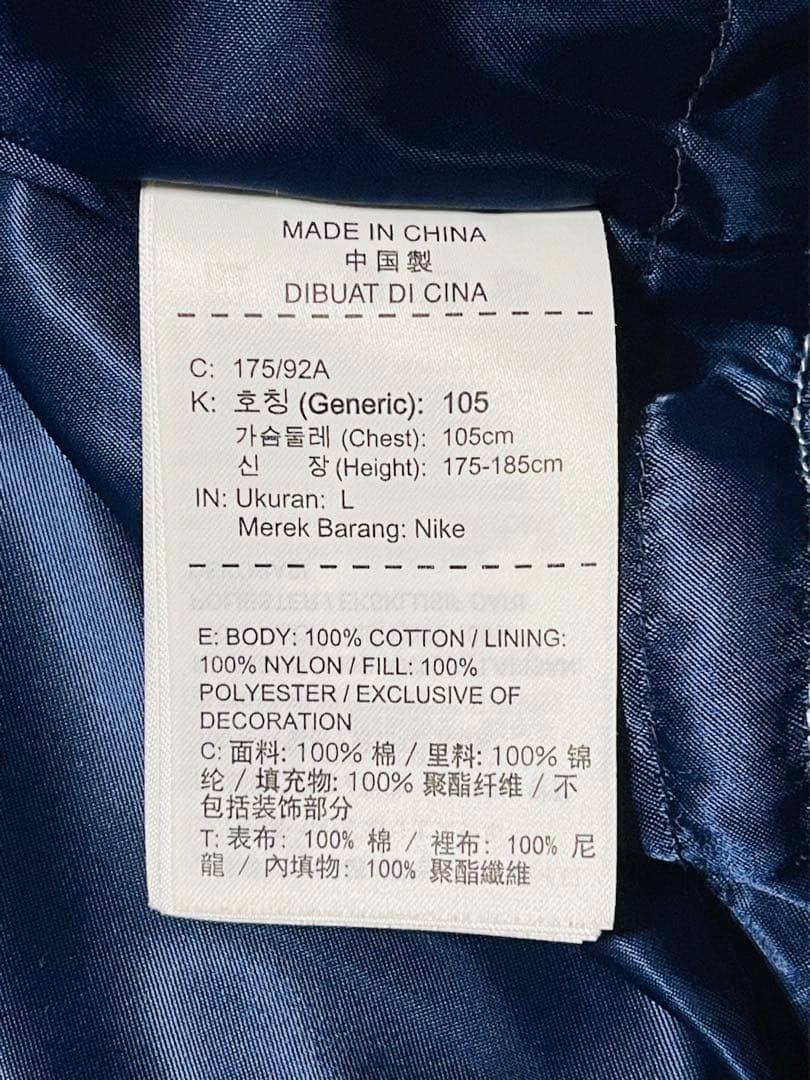 MADE IN CHINA
中国製
DIBUAT DI CINA
C: 175/92A
K: 호칭 (Generic): 105
가슴둘레 (Chest): 105cm
신 장 (Height): 175-185cm
IN: Ukuran: L
Merek Barang: Nike
E: BODY: 100% COTTON / LINING:
100% NYLON / FILL: 100%
POLYESTER / EXCLUSIVE OF
DECORATION
C: 面料: 100% 棉 / 里料: 100% 锦
纶 / 填充物: 100% 聚酯纤维 / 不
包括装饰部分
T: 表布: 100% 棉 / 裡布: 100% 尼
龍 / 內填物: 100% 聚酯纖維